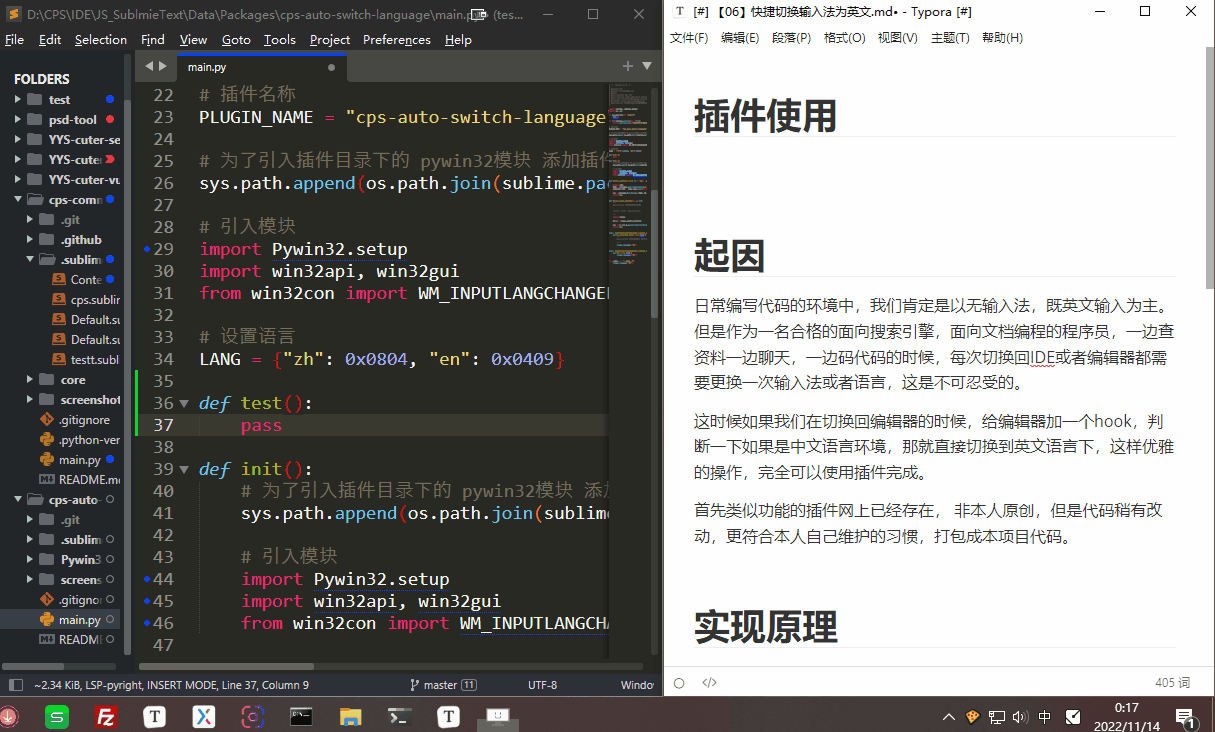 D:\CPS\IDE\JS_SublmieText\Data\Packages\cps-auto-switch-language\main.p (tes...
File Edit Selection Find View Goto Tools Project Preferences Help
FOLDERS
test
psd-tool
YYS-cuter-se
YYS-cuter
YYS-cuter-vu
cps-comm
.git
.github
.sublim
Conte
cps.sublin
Default.su
Default.su
testt.subl
core
screenshot
.gitignore
.python-ver
main.py
README.me
cps-auto-
.git
.sublim
Pywin3
screens
.gitignor
main.py
README
main.py
22 # 插件名称
23 PLUGIN_NAME = "cps-auto-switch-language
24
25 # 为了引入插件目录下的 pywin32模块 添加插件
26 sys.path.append(os.path.join(sublime.pac
27
28 # 引入模块
29 import Pywin32.setup
30 import win32api, win32gui
31 from win32con import WM_INPUTLANGCHANGER
32
33 # 设置语言
34 LANG = {"zh": 0x0804, "en": 0x0409}
35
36 def test():
37 pass
38
39 def init():
40 # 为了引入插件目录下的 pywin32模块 添加
41 sys.path.append(os.path.join(sublime
42
43 # 引入模块
44 import Pywin32.setup
45 import win32api, win32gui
46 from win32con import WM_INPUTLANGCHA
47
~2.34 KiB, LSP-pyright, INSERT MODE, Line 37, Column 9 master 11 UTF-8 Windo
T [#] 【06】快捷切换输入法为英文.md• - Typora [#]
文件(F) 编辑(E) 段落(P) 格式(O) 视图(V) 主题(T) 帮助(H)
插件使用
起因
日常编写代码的环境中，我们肯定是以无输入法，既英文输入为主。
但是作为一名合格的面向搜索引擎，面向文档编程的程序员，一边查
资料一边聊天，一边码代码的时候，每次切换回IDE或者编辑器都需
要更换一次输入法或者语言，这是不可忍受的。
这时候如果我们在切换回编辑器的时候，给编辑器加一个hook，判
断一下如果是中文语言环境，那就直接切换到英文语言下，这样优雅
的操作，完全可以使用插件完成。
首先类似功能的插件网上已经存在， 非本人原创，但是代码稍有改
动，更符合本人自己维护的习惯，打包成本项目代码。
实现原理
</> 405 词
中 0:17
2022/11/14
1